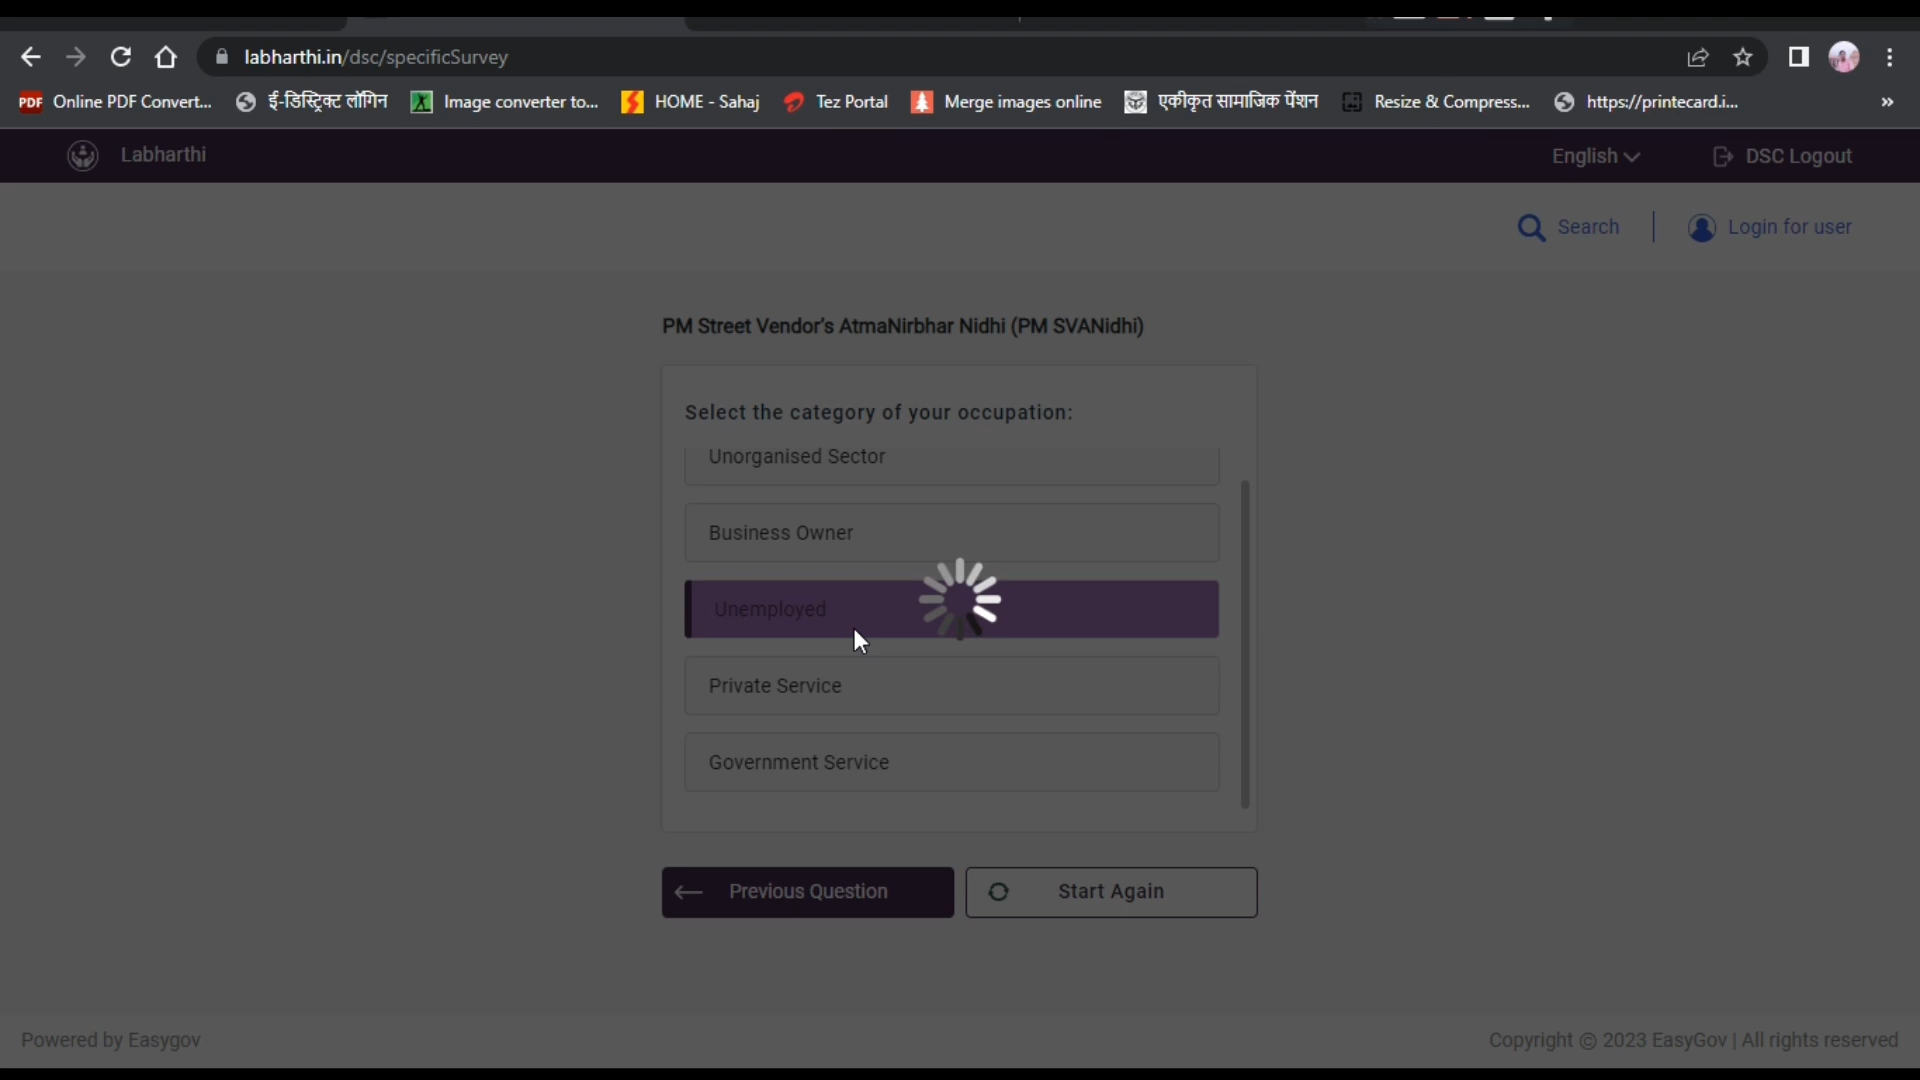 labharthi.in/dsc/specificSurvey
PDF Online PDF Convert... ई-डिस्ट्रिक्ट लॉगिन Image converter to... HOME - Sahaj Tez Portal Merge images online एकीकृत सामाजिक पेंशन Resize & Compress... https://printecard.i... »
Labharthi English DSC Logout
Search Login for user
PM Street Vendor's AtmaNirbhar Nidhi (PM SVANidhi)
Select the category of your occupation:
Unorganised Sector
Business Owner
Unemployed
Private Service
Government Service
Previous Question Start Again
Powered by Easygov Copyright © 2023 EasyGov | All rights reserved